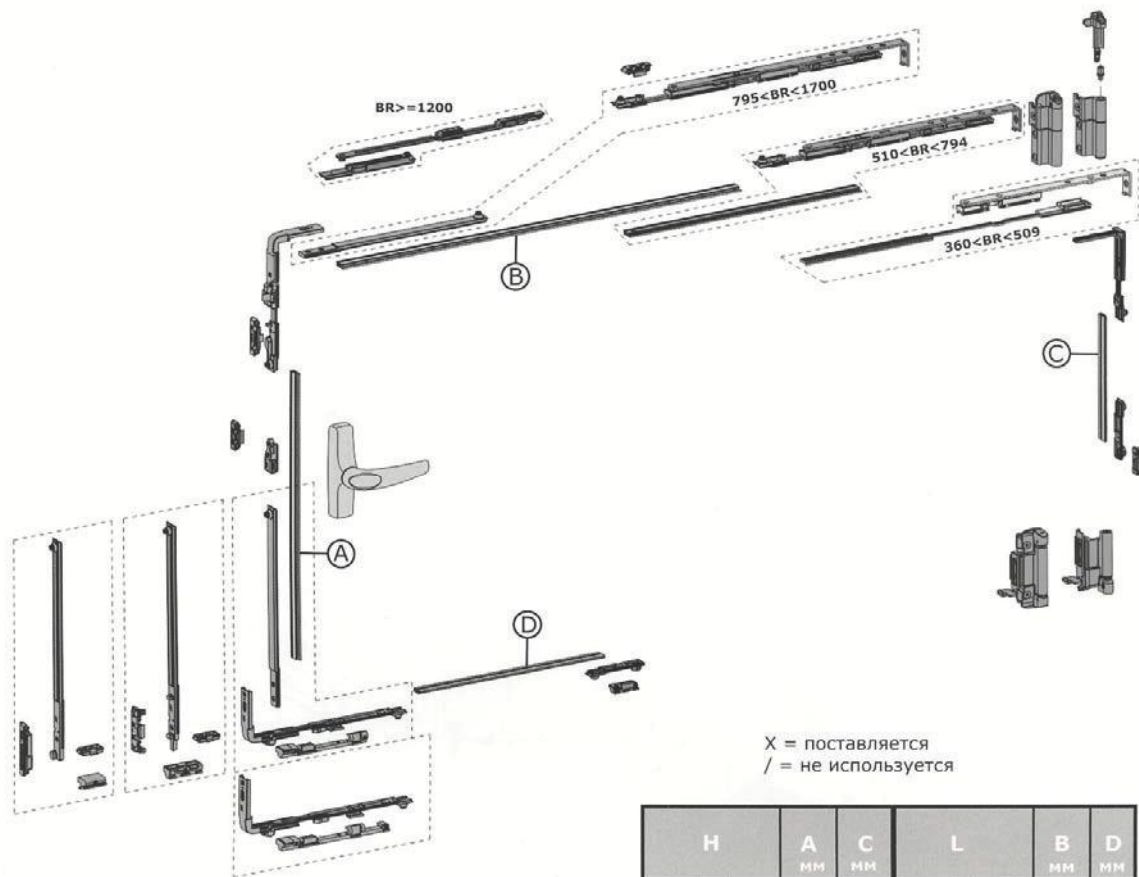 795<BR<1700
BR>=1200
510<BR<794
360<BR<509
B
C
A
D
X = поставляется
/ = не используется
H A мм C мм L B мм D мм